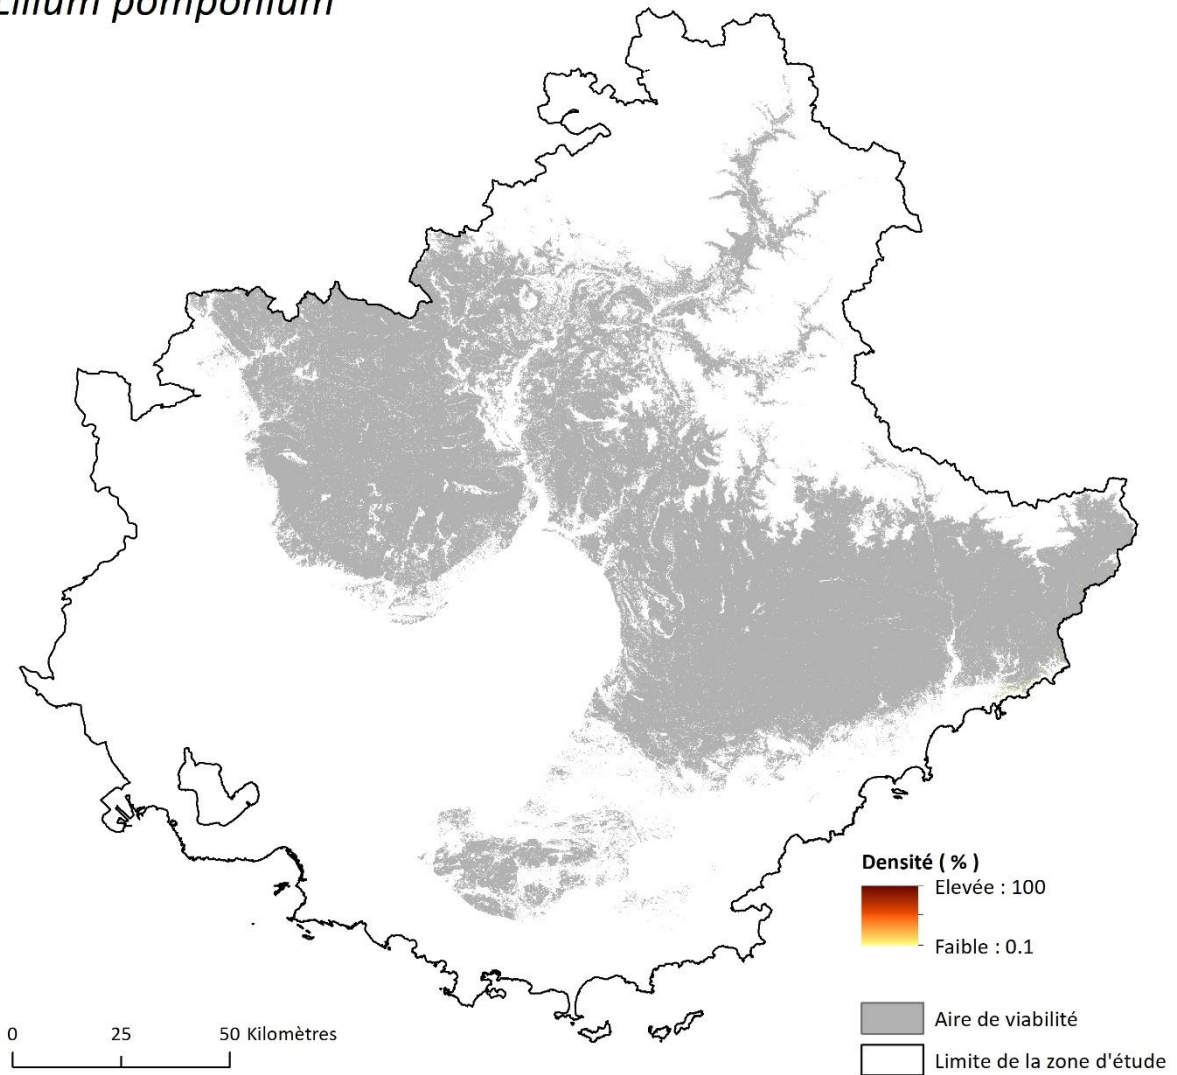 Lilium pomponium
Densité ( % )
Elevée : 100
Faible : 0.1
0 25 50 Kilomètres
Aire de viabilité
Limite de la zone d'étude